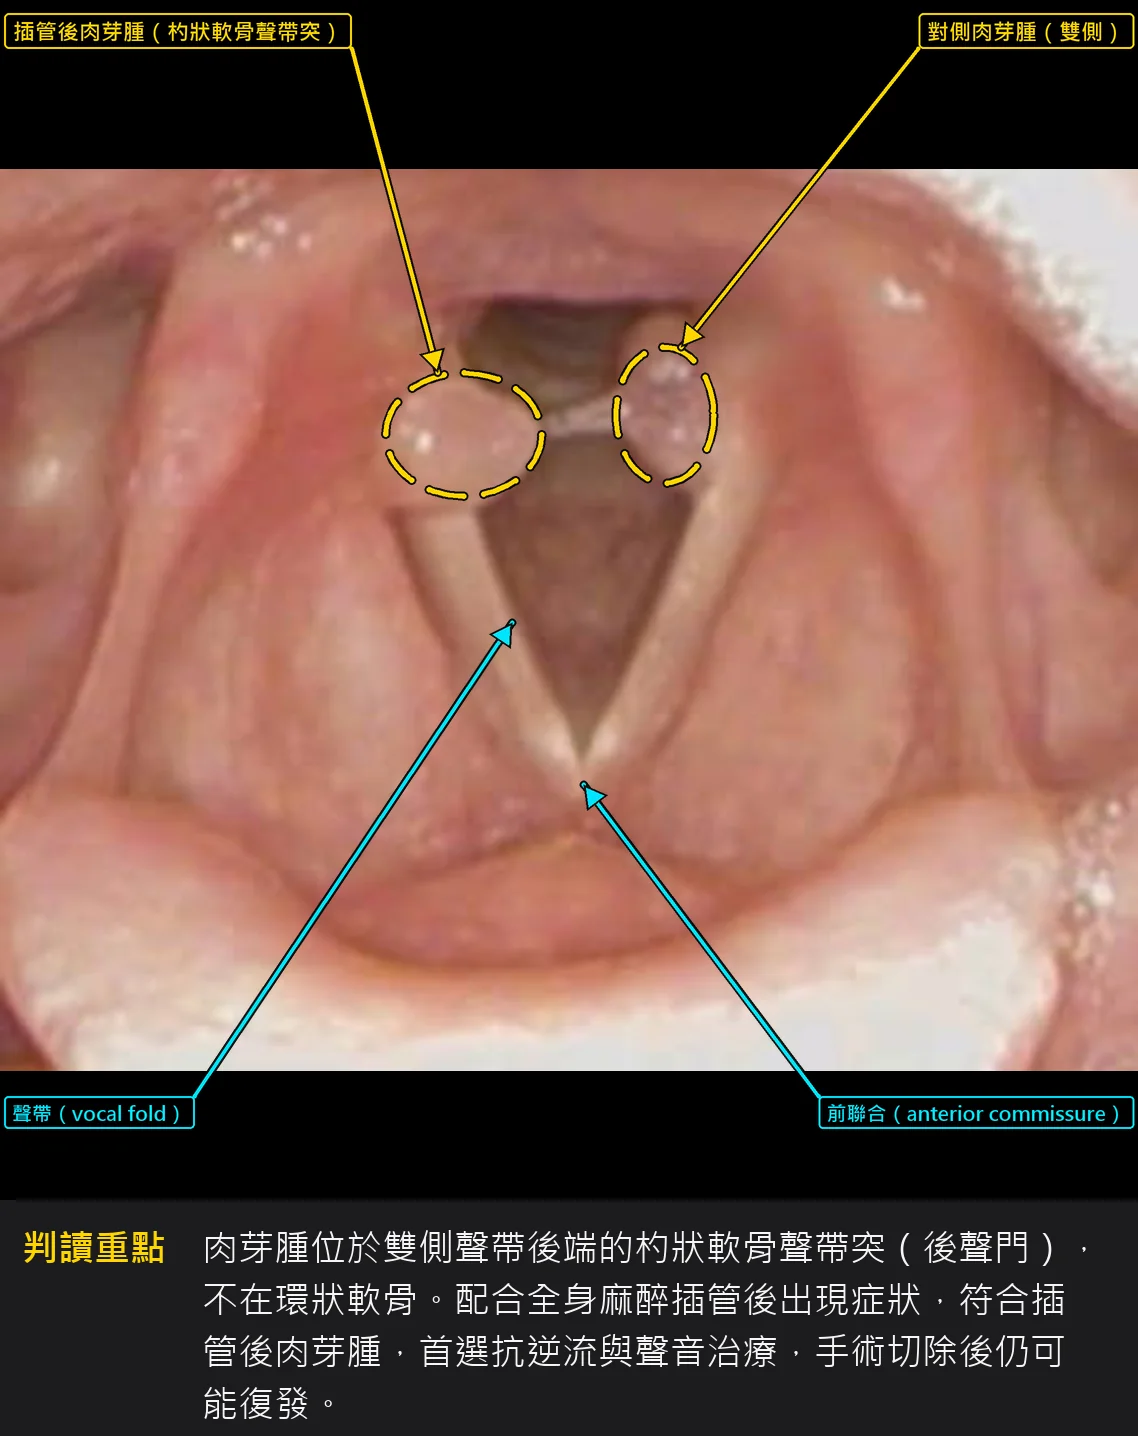 插管後肉芽腫（杓狀軟骨聲帶突）
對側肉芽腫（雙側）
聲帶（vocal fold）
前聯合（anterior commissure）
判讀重點
肉芽腫位於雙側聲帶後端的杓狀軟骨聲帶突（後聲門），
不在環狀軟骨。配合全身麻醉插管後出現症狀，符合插
管後肉芽腫，首選抗逆流與聲音治療，手術切除後仍可
能復發。